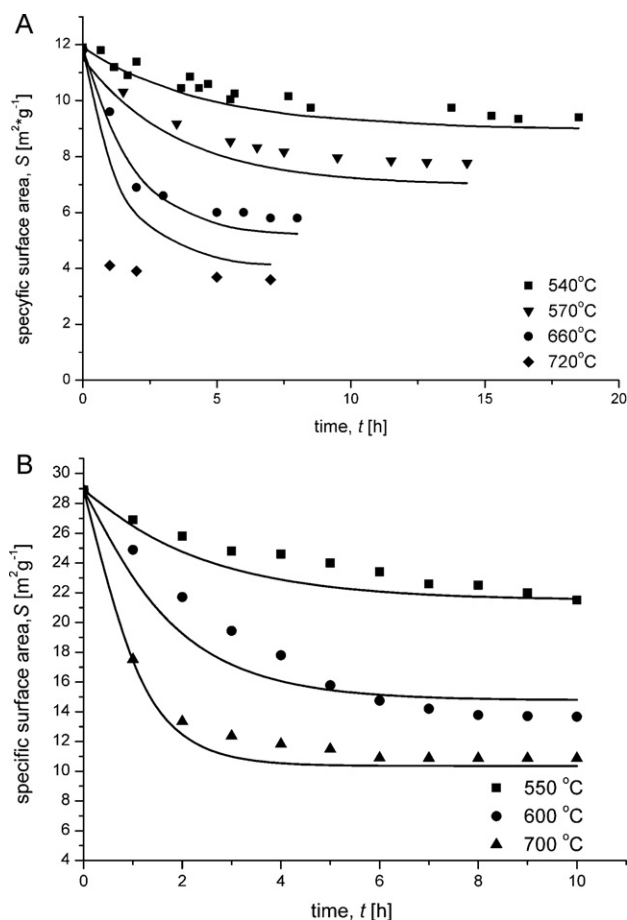 A
specyfic surface area, S [m²*g⁻¹]
12
10
8
6
4
2
0
0 5 10 15 20
540°C
570°C
660°C
720°C
time, t [h]
B
specific surface area, S [m²g⁻¹]
30
28
26
24
22
20
18
16
14
12
10
8
6
4
0 2 4 6 8 10
550 °C
600 °C
700 °C
time, t [h]